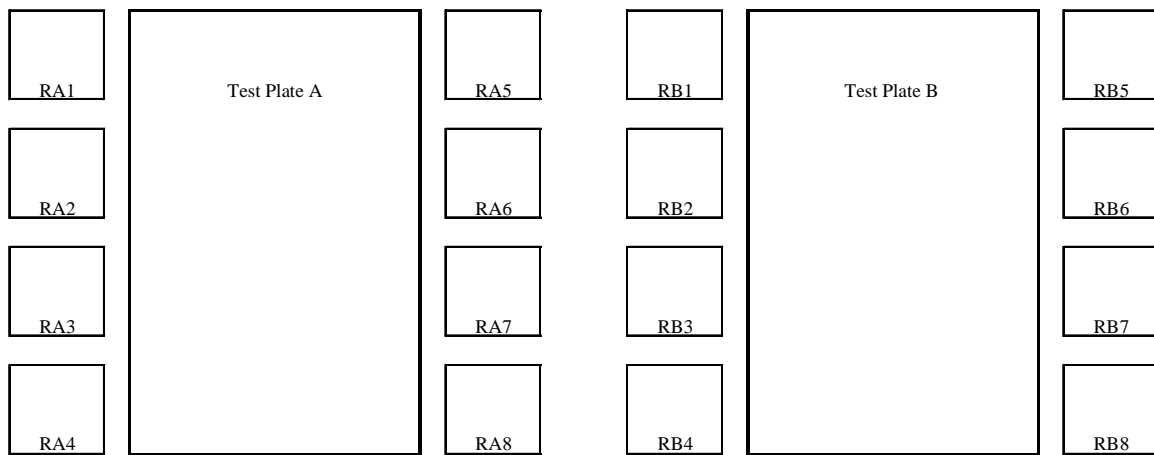 RA1 Test Plate A RA5 RB1 Test Plate B RB5
RA2 RA6 RB2 RB6
RA3 RA7 RB3 RB7
RA4 RA8 RB4 RB8